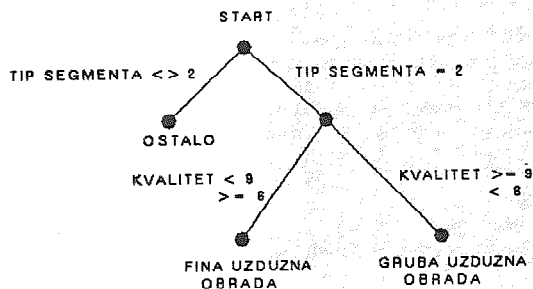 START
TIP SEGMENTA <> 2
TIP SEGMENTA = 2
OSTALO
KVALITET < 9
>= 6
KVALITET >= 9
< 6
FINA UZDUZNA
OBRADA
GRUBA UZDUZNA
OBRADA